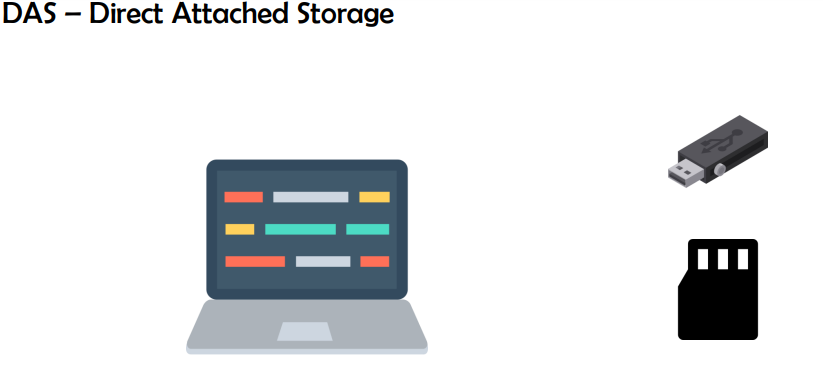 DAS – Direct Attached Storage